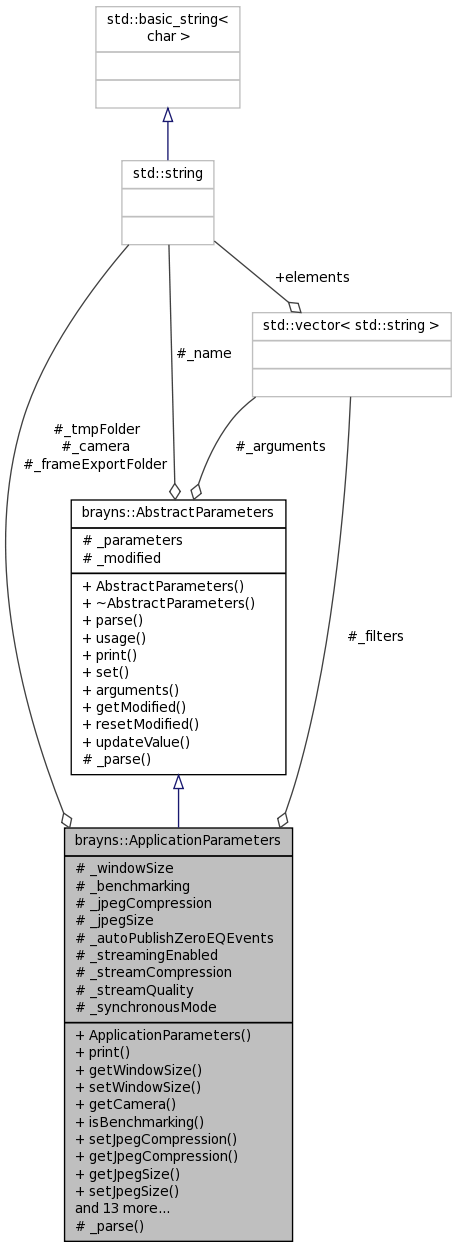 std::basic_string<
char >
std::string
+elements
std::vector< std::string >
#_name
#_tmpFolder
#_camera
#_frameExportFolder
#_arguments
brayns::AbstractParameters
# _parameters
# _modified
+ AbstractParameters()
+ ~AbstractParameters()
+ parse()
+ usage()
+ print()
+ set()
+ arguments()
+ getModified()
+ resetModified()
+ updateValue()
# _parse()
#_filters
brayns::ApplicationParameters
# _windowSize
# _benchmarking
# _jpegCompression
# _jpegSize
# _autoPublishZeroEQEvents
# _streamingEnabled
# _streamCompression
# _streamQuality
# _synchronousMode
+ ApplicationParameters()
+ print()
+ getWindowSize()
+ setWindowSize()
+ getCamera()
+ isBenchmarking()
+ setJpegCompression()
+ getJpegCompression()
+ getJpegSize()
+ setJpegSize()
and 13 more...
# _parse()